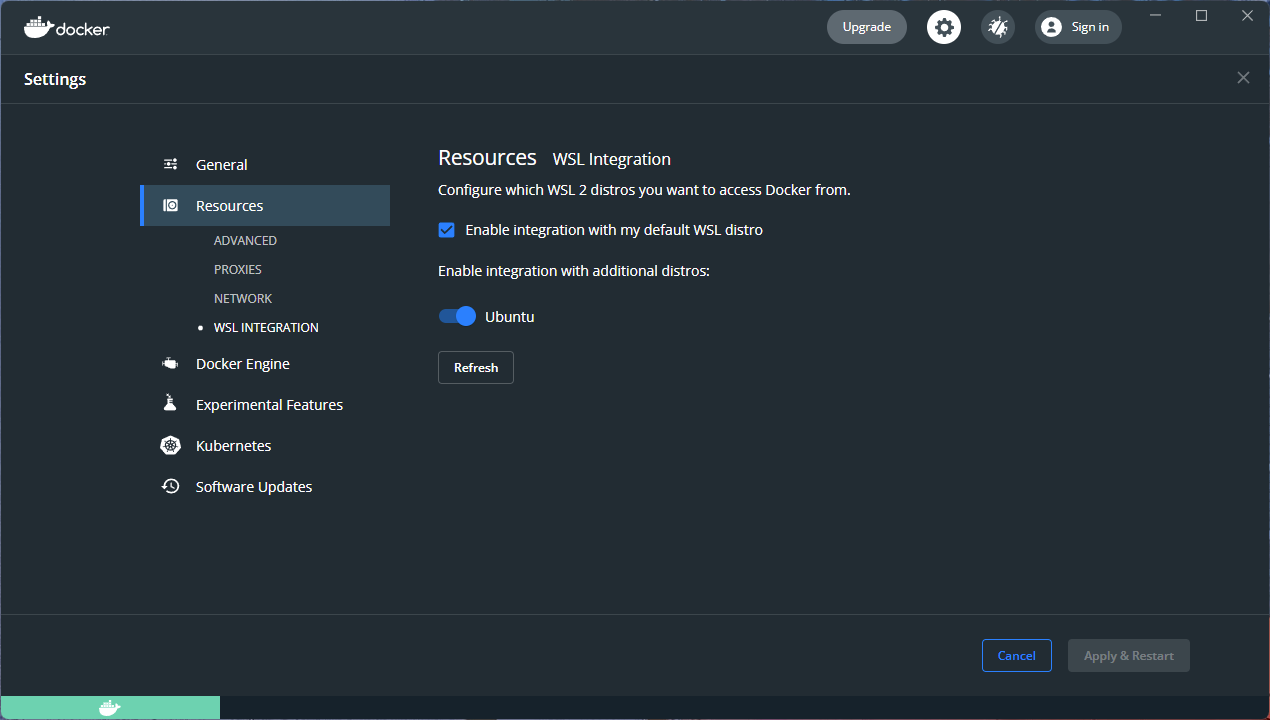 docker
Upgrade
Sign in
Settings
General
Resources
ADVANCED
PROXIES
NETWORK
WSL INTEGRATION
Docker Engine
Experimental Features
Kubernetes
Software Updates
Resources WSL Integration
Configure which WSL 2 distros you want to access Docker from.
Enable integration with my default WSL distro
Enable integration with additional distros:
Ubuntu
Refresh
Cancel
Apply & Restart